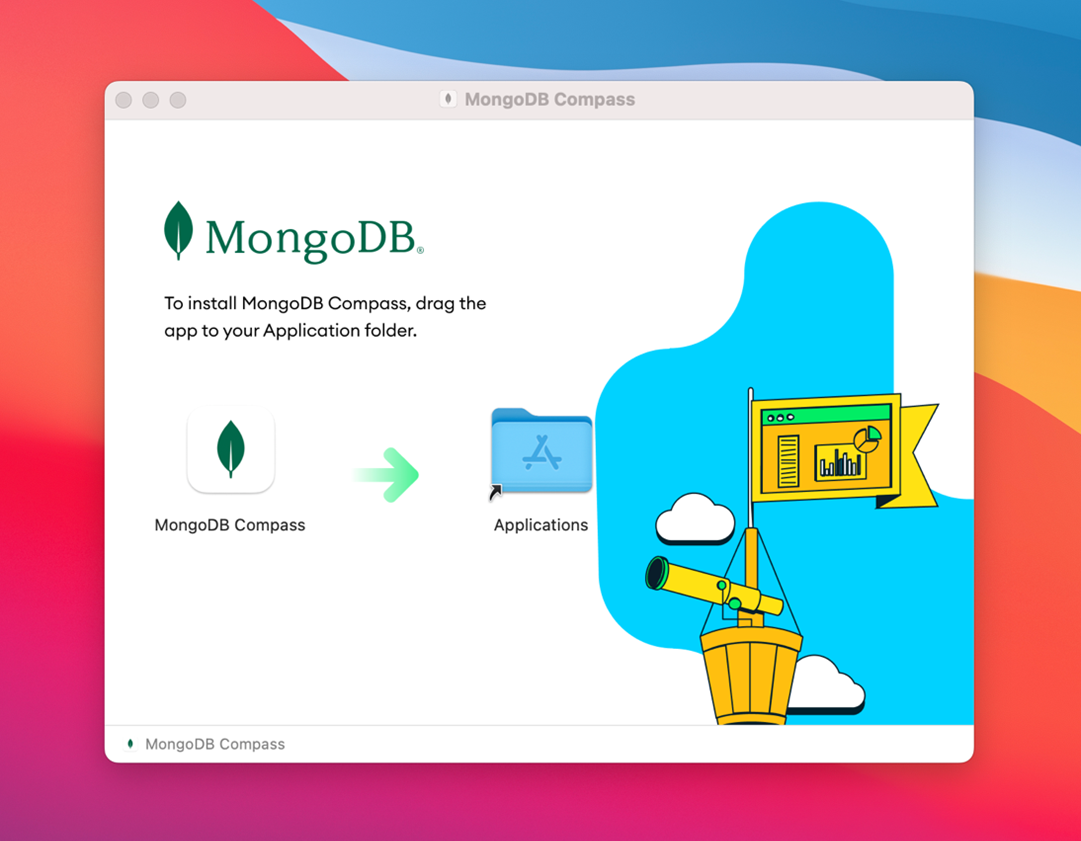 MongoDB Compass
MongoDB®
To install MongoDB Compass, drag the
app to your Application folder.
MongoDB Compass
Applications
MongoDB Compass